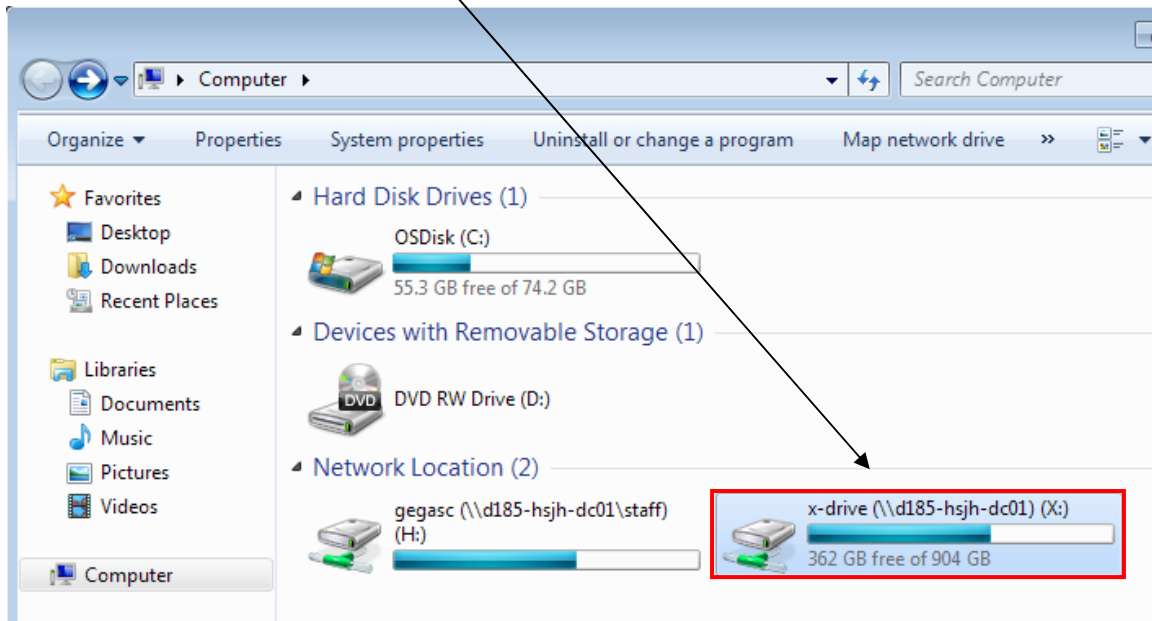 Computer
Search Computer
Organize
Properties
System properties
Uninstall or change a program
Map network drive
»
Favorites
Desktop
Downloads
Recent Places
Libraries
Documents
Music
Pictures
Videos
Computer
Hard Disk Drives (1)
OSDisk (C:)
55.3 GB free of 74.2 GB
Devices with Removable Storage (1)
DVD
DVD RW Drive (D:)
Network Location (2)
gegasc (\\d185-hsjh-dc01\staff)
(H:)
x-drive (\\d185-hsjh-dc01) (X:)
362 GB free of 904 GB